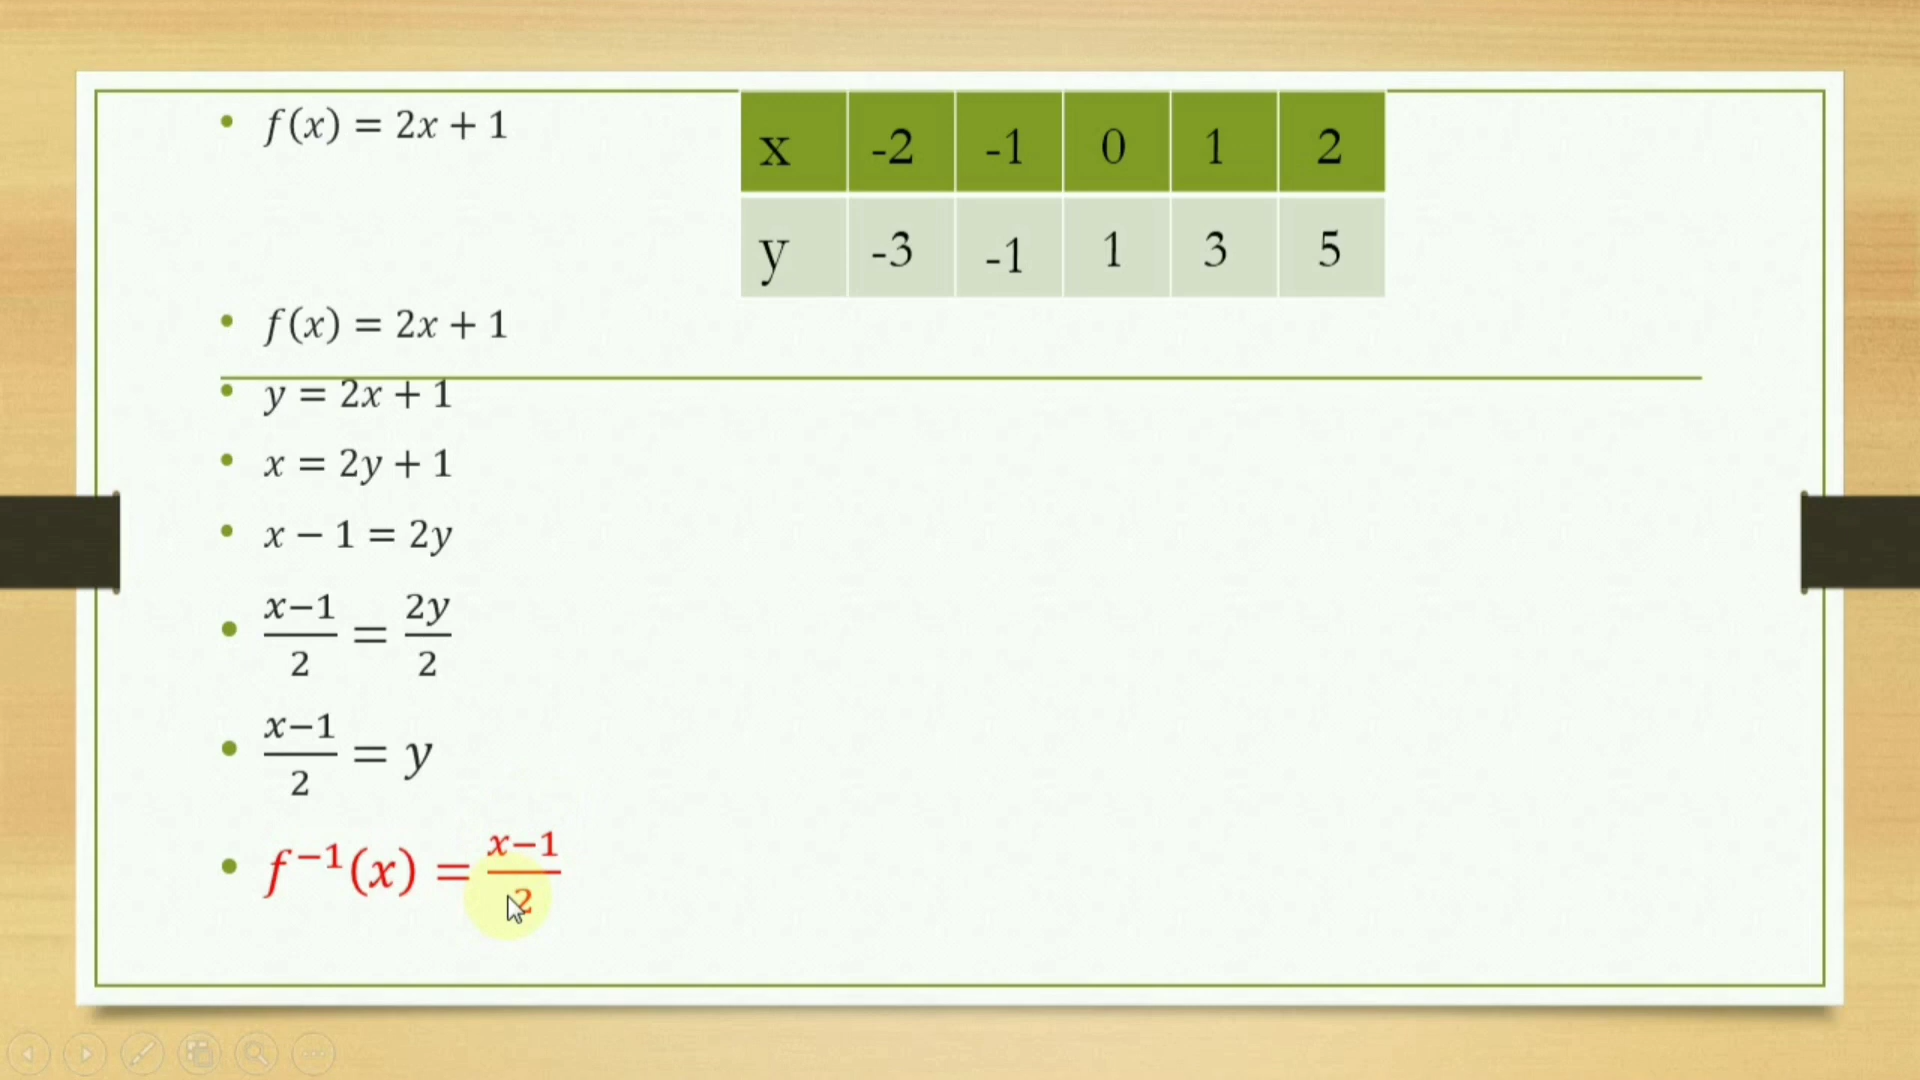 • f(x) = 2x + 1
x -2 -1 0 1 2
y -3 -1 1 3 5
• f(x) = 2x + 1
• y = 2x + 1
• x = 2y + 1
• x − 1 = 2y
• (x−1)/2 = 2y/2
• (x−1)/2 = y
• f⁻¹(x) = (x−1)/2